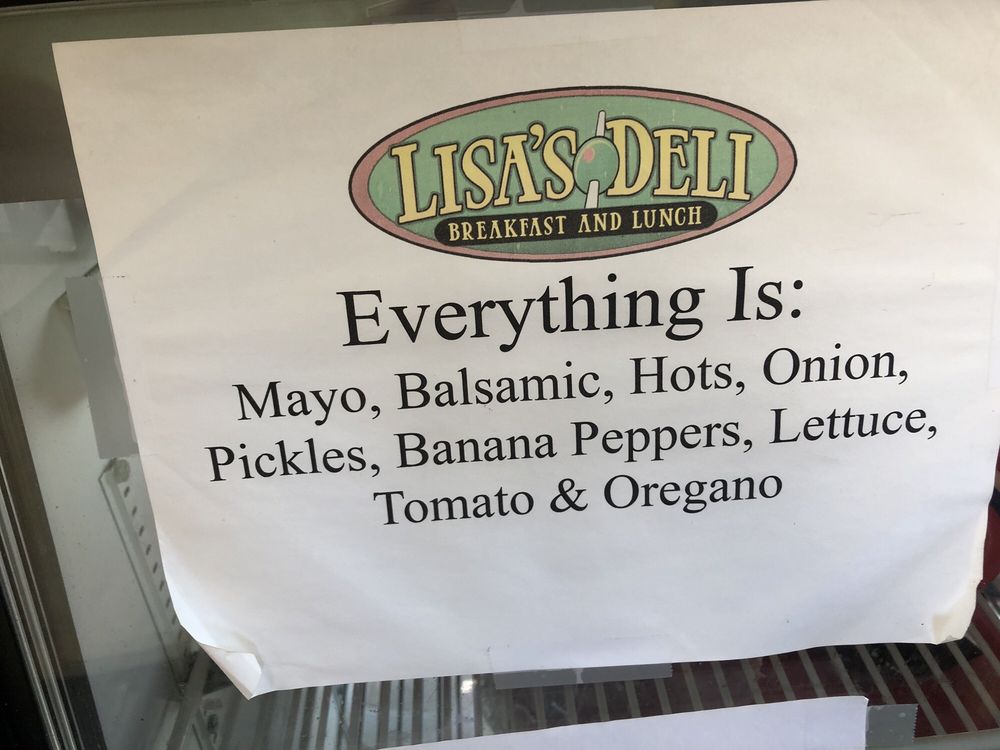 LISA'S DELI
BREAKFAST AND LUNCH
Everything Is:
Mayo, Balsamic, Hots, Onion,
Pickles, Banana Peppers, Lettuce,
Tomato & Oregano